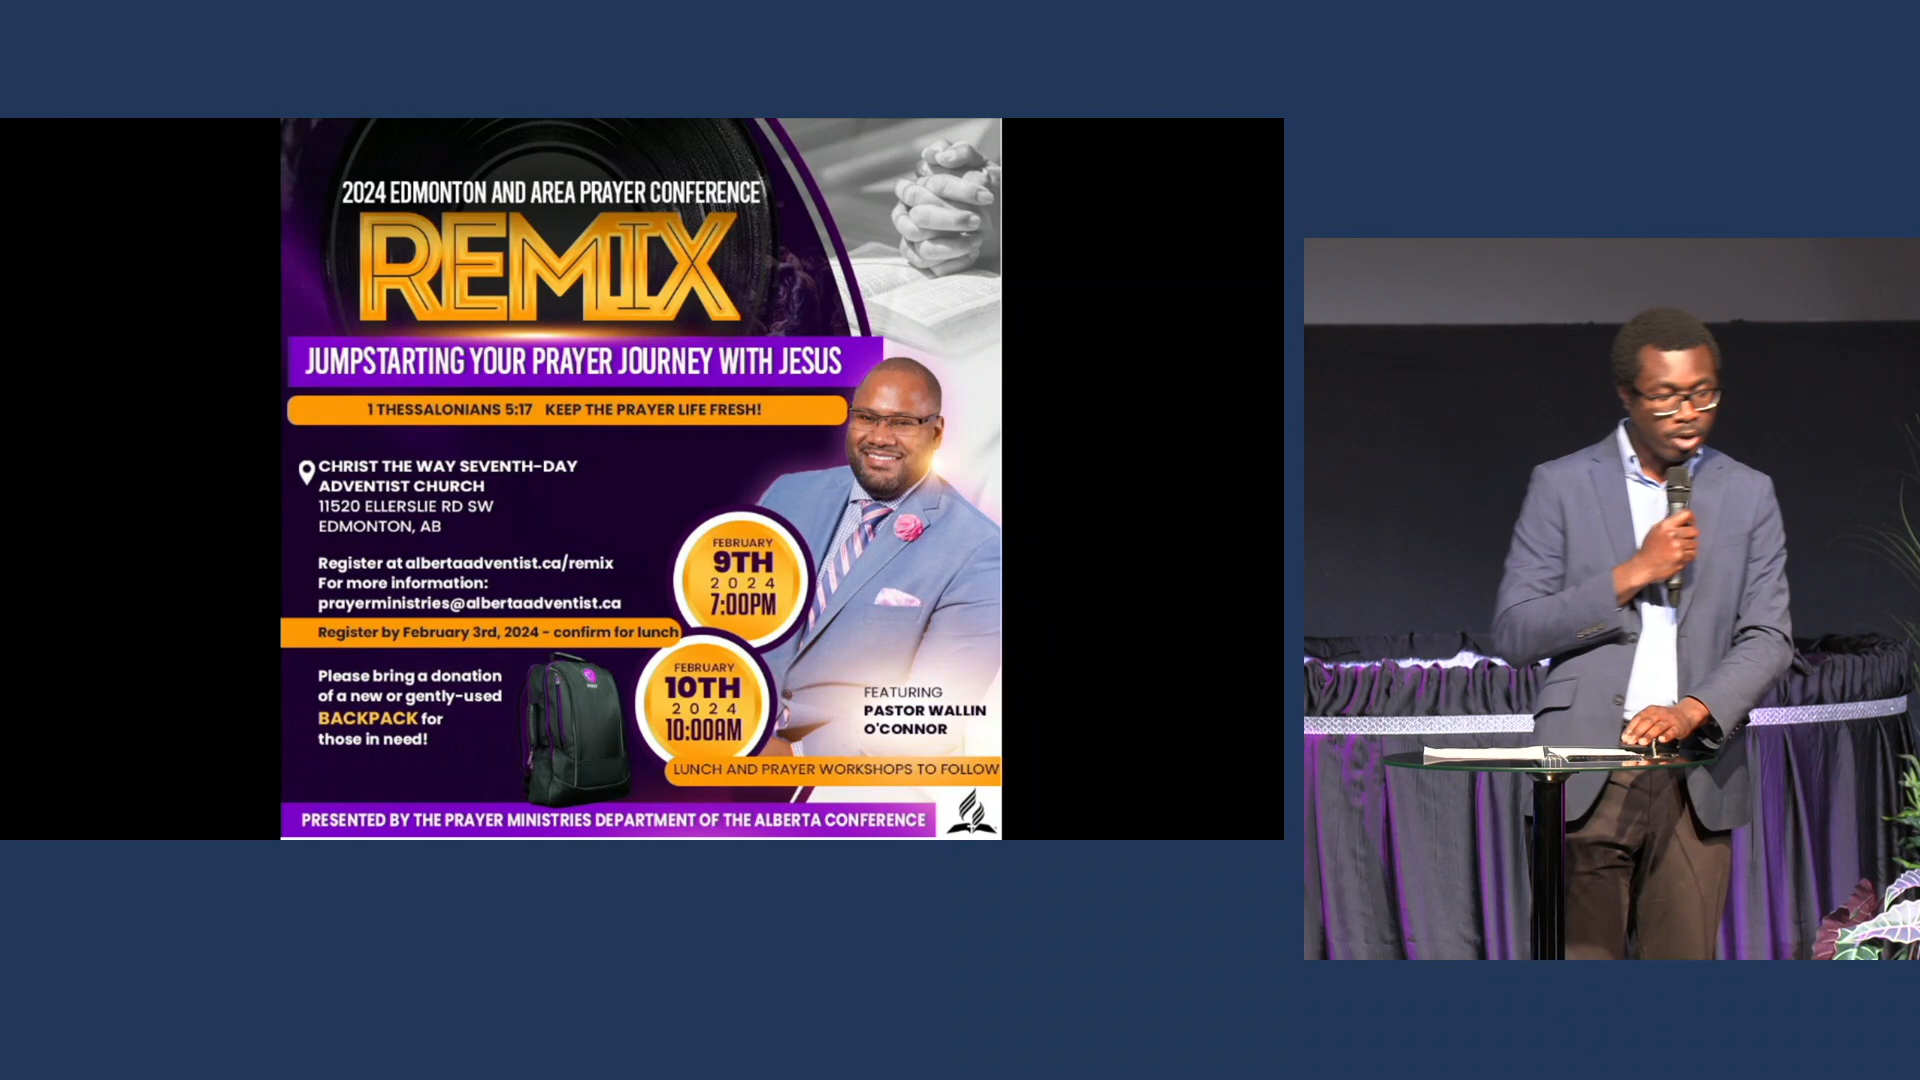 2024 EDMONTON AND AREA PRAYER CONFERENCE
REMIX
JUMPSTARTING YOUR PRAYER JOURNEY WITH JESUS
1 THESSALONIANS 5:17 KEEP THE PRAYER LIFE FRESH!
CHRIST THE WAY SEVENTH-DAY
ADVENTIST CHURCH
11520 ELLERSLIE RD SW
EDMONTON, AB
Register at albertaadventist.ca/remix
For more information:
prayerministries@albertaadventist.ca
Register by February 3rd, 2024 - confirm for lunch
Please bring a donation
of a new or gently-used
BACKPACK for
those in need!
FEBRUARY
9TH
2024
7:00PM
FEBRUARY
10TH
2024
10:00AM
FEATURING
PASTOR WALLIN
O'CONNOR
LUNCH AND PRAYER WORKSHOPS TO FOLLOW
PRESENTED BY THE PRAYER MINISTRIES DEPARTMENT OF THE ALBERTA CONFERENCE